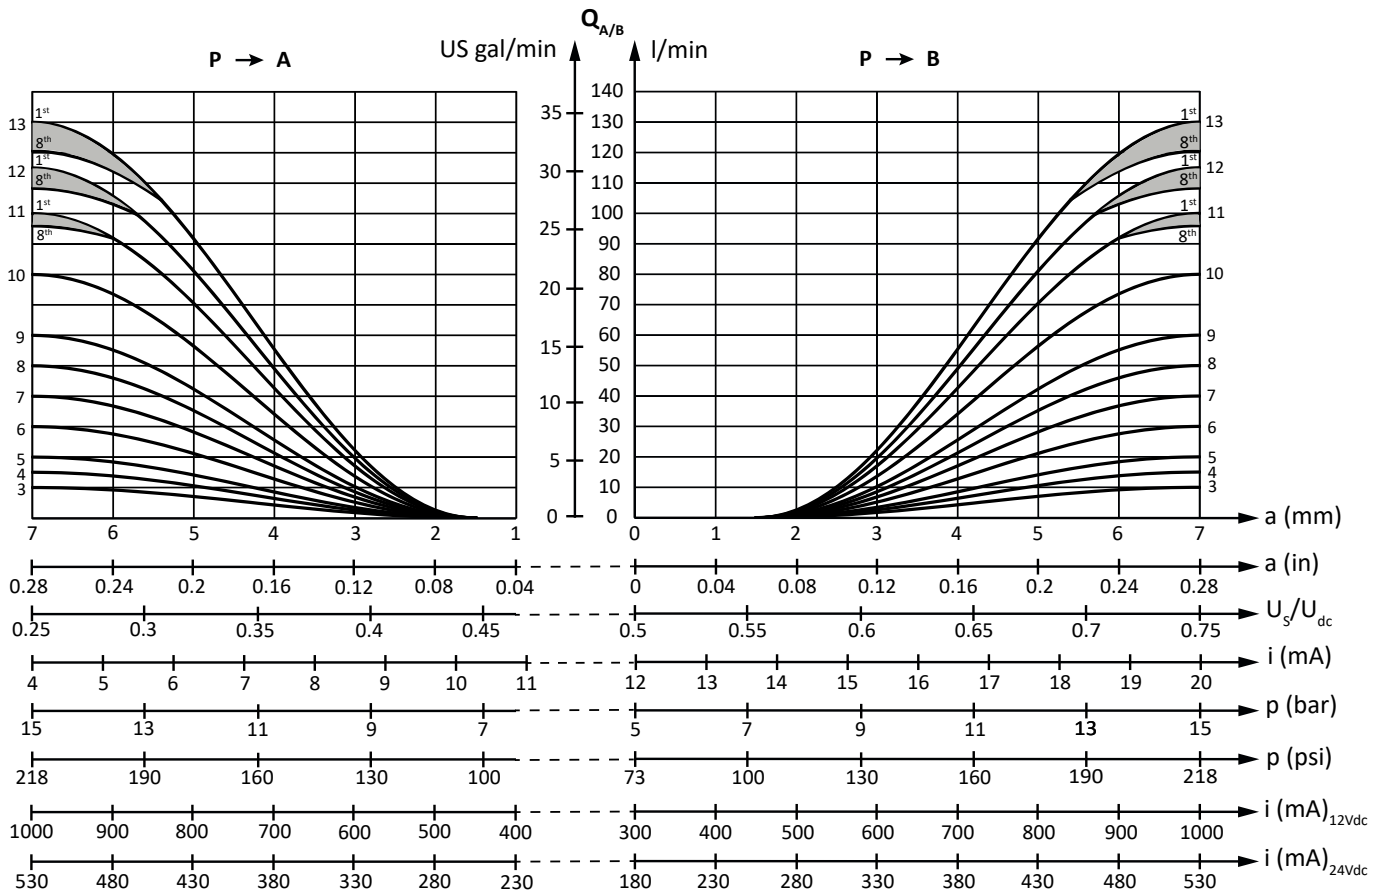 Q A/B
US gal/min l/min
P → A P → B
140
35
1st 130 1st
13 13
8th 120 8th
1st 30 1st
12 12
8th 110 8th
1st 100 1st
11 11
8th 25 90 8th
10 20 80 10
70
9 15 60 9
8 50 8
7 10 40 7
6 30 6
5 5 20 5
4 4
3 10 3
0 0
7 6 5 4 3 2 1 0 1 2 3 4 5 6 7 a (mm)
0.28 0.24 0.2 0.16 0.12 0.08 0.04 0 0.04 0.08 0.12 0.16 0.2 0.24 0.28 a (in)
0.25 0.3 0.35 0.4 0.45 0.5 0.55 0.6 0.65 0.7 0.75 US/Udc
4 5 6 7 8 9 10 11 12 13 14 15 16 17 18 19 20 i (mA)
15 13 11 9 7 5 7 9 11 13 15 p (bar)
218 190 160 130 100 73 100 130 160 190 218 p (psi)
1000 900 800 700 600 500 400 300 400 500 600 700 800 900 1000 i (mA)12Vdc
530 480 430 380 330 280 230 180 230 280 330 380 430 480 530 i (mA)24Vdc